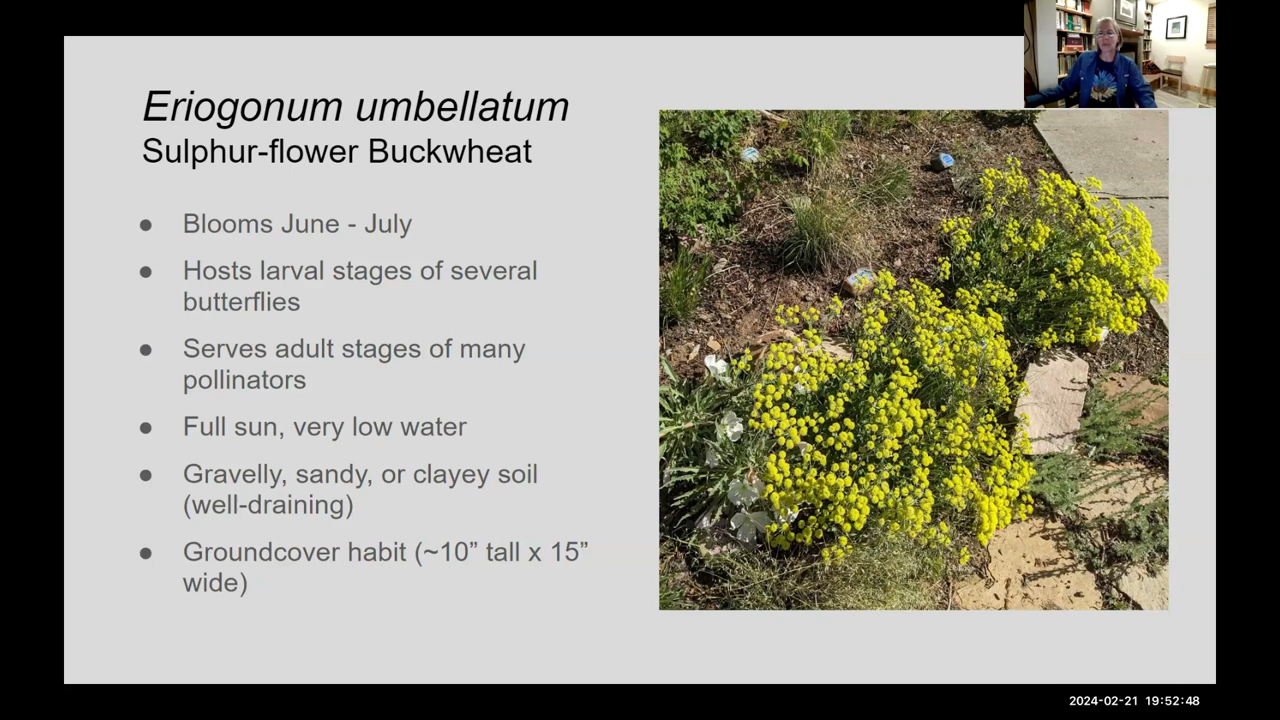 Eriogonum umbellatum
Sulphur-flower Buckwheat
● Blooms June - July
● Hosts larval stages of several
butterflies
● Serves adult stages of many
pollinators
● Full sun, very low water
● Gravelly, sandy, or clayey soil
(well-draining)
● Groundcover habit (~10” tall x 15”
wide)
2024-02-21 19:52:48